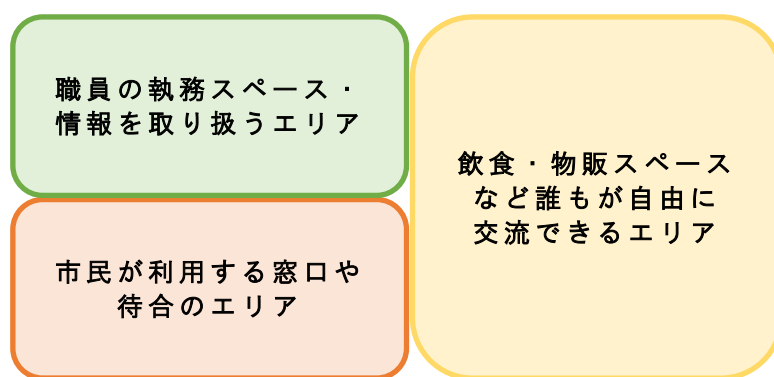 職員の執務スペース・
情報を取り扱うエリア
市民が利用する窓口や
待合のエリア
飲食・物販スペース
など誰もが自由に
交流できるエリア